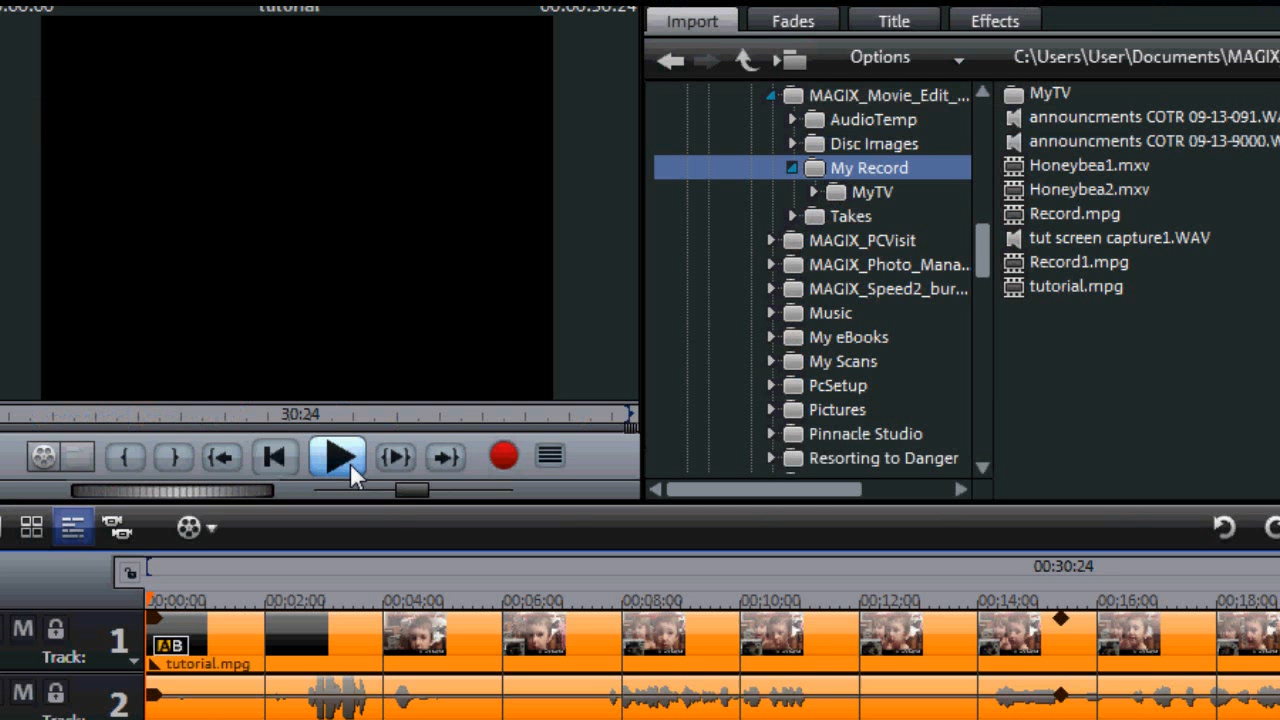 tutorial
00:00:30:24
Import
Fades
Title
Effects
Options
C:\Users\User\Documents\MAGIX
MAGIX_Movie_Edit_...
AudioTemp
Disc Images
My Record
MyTV
Takes
MAGIX_PCVisit
MAGIX_Photo_Mana...
MAGIX_Speed2_bur...
Music
My eBooks
My Scans
PcSetup
Pictures
Pinnacle Studio
Resorting to Danger
MyTV
announcments COTR 09-13-091.WA
announcments COTR 09-13-9000.W
Honeybea1.mxv
Honeybea2.mxv
Record.mpg
tut screen capture1.WAV
Record1.mpg
tutorial.mpg
30:24
00:30:24
00:00:00
00:02:00
00:04:00
00:06:00
00:08:00
00:10:00
00:12:00
00:14:00
00:16:00
00:18:00
M
1
Track:
AB
tutorial.mpg
M
2